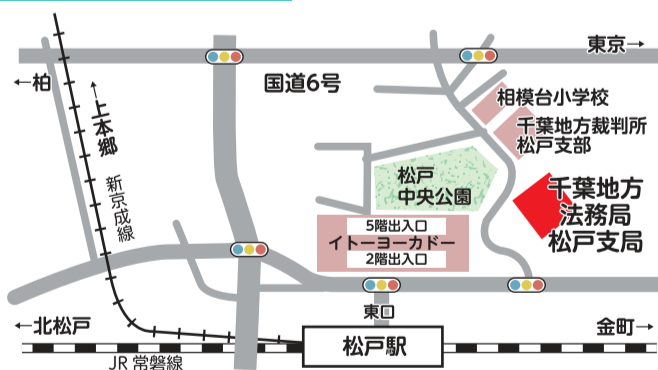 東京→
←柏
国道6号
←上本郷
新京成線
相模台小学校
千葉地方裁判所
松戸支部
松戸
中央公園
千葉地方
法務局
松戸支局
5階出入口
イトーヨーカドー
2階出入口
東口
←北松戸
金町→
松戸駅
JR 常磐線